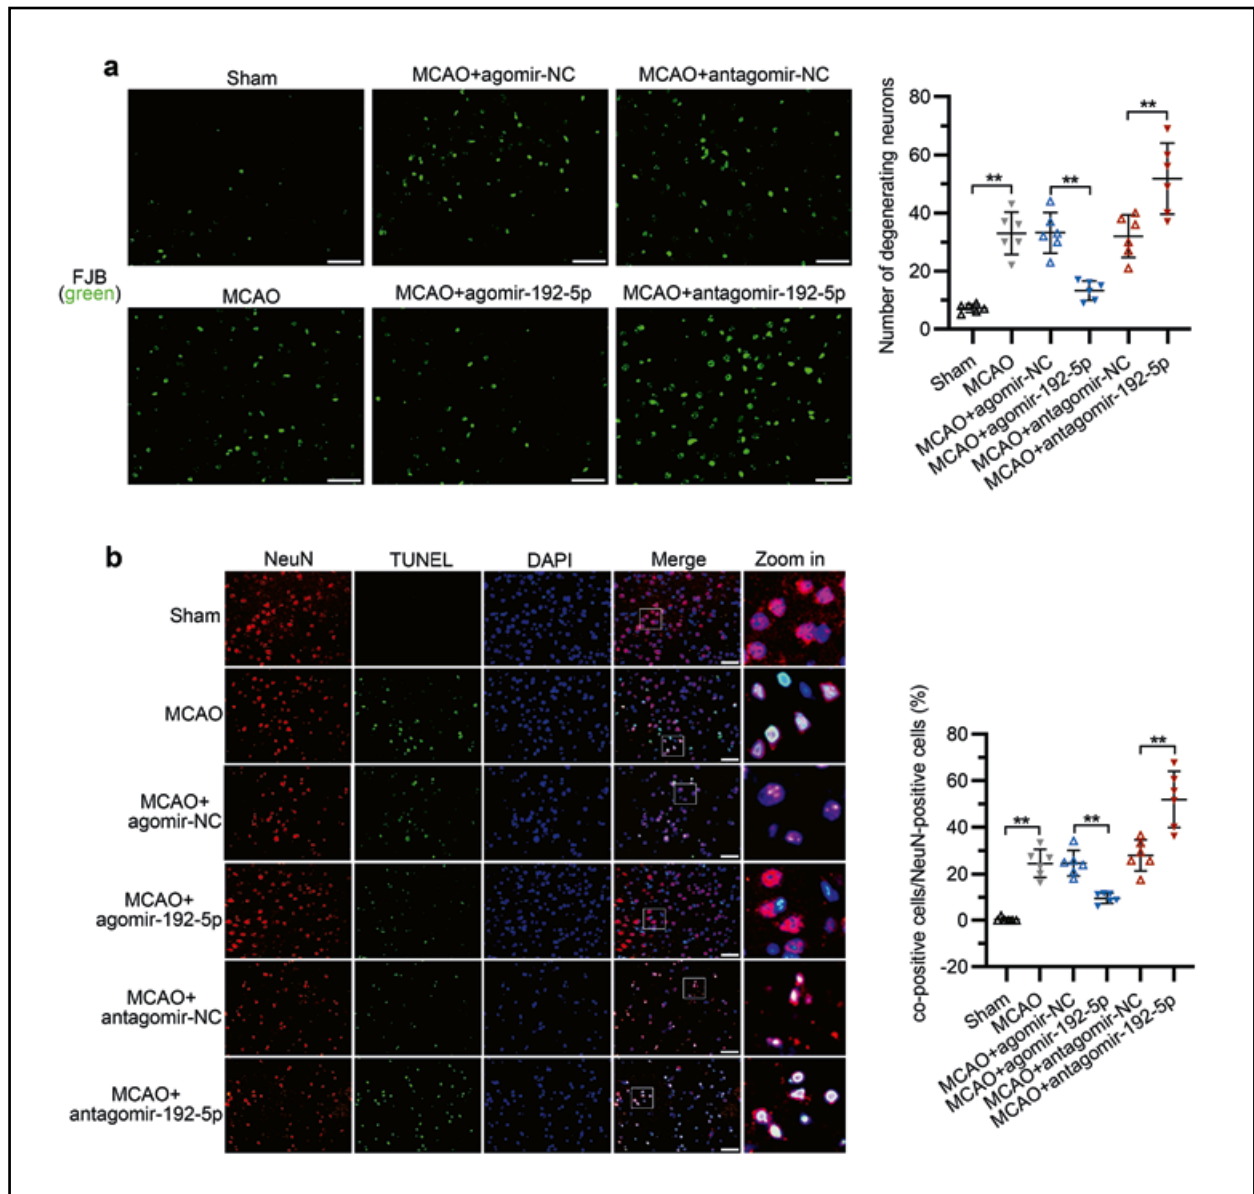 a
Sham
MCAO+agomir-NC
MCAO+antagomir-NC
FJB
(green)
MCAO
MCAO+agomir-192-5p
MCAO+antagomir-192-5p
Number of degenerating neurons
80
60
40
20
0
**
**
**
Sham
MCAO
MCAO+agomir-NC
MCAO+agomir-192-5p
MCAO+antagomir-NC
MCAO+antagomir-192-5p
b
NeuN
TUNEL
DAPI
Merge
Zoom in
Sham
MCAO
MCAO+
agomir-NC
MCAO+
agomir-192-5p
MCAO+
antagomir-NC
MCAO+
antagomir-192-5p
co-positive cells/NeuN-positive cells (%)
80
60
40
20
0
-20
**
**
**
Sham
MCAO
MCAO+agomir-NC
MCAO+agomir-192-5p
MCAO+antagomir-NC
MCAO+antagomir-192-5p